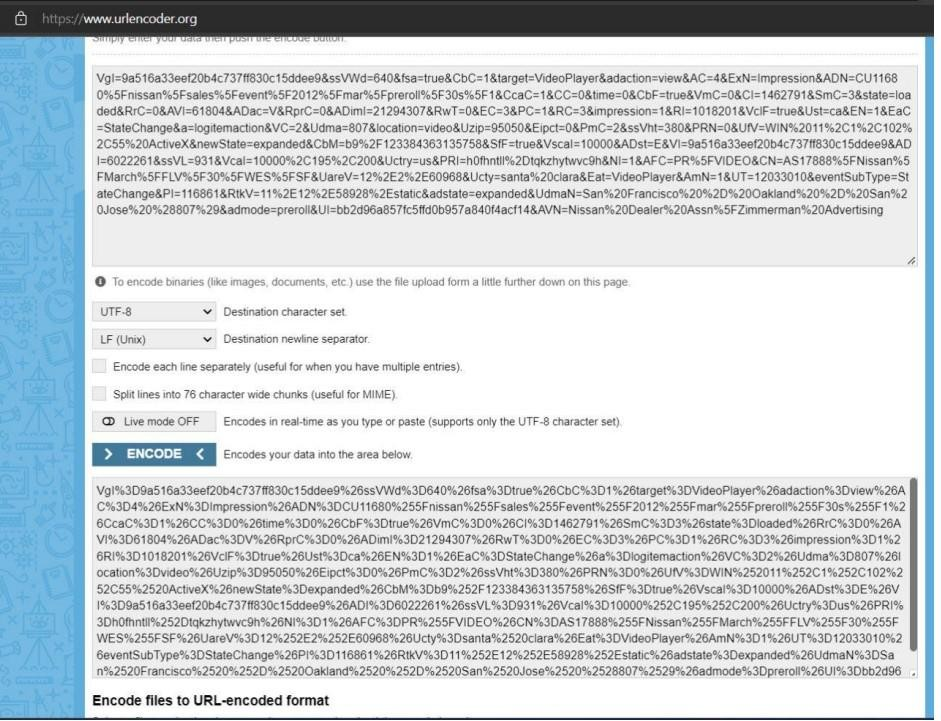 https://www.urlencoder.org
Simply enter your data then push the encode button.
VgI=9a516a33eef20b4c737ff830c15ddee9&ssVWd=640&fsa=true&CbC=1&target=VideoPlayer&adaction=view&AC=4&ExN=Impression&ADN=CU1168
0%5Fnissan%5Fsales%5Fevent%5F2012%5Fmar%5Fpreroll%5F30s%5F1&CcaC=1&CC=0&time=0&CbF=true&VmC=0&CI=1462791&SmC=3&state=loa
ded&RrC=0&AVI=61804&ADac=V&RprC=0&ADimI=21294307&RwT=0&EC=3&PC=1&RC=3&impression=1&RI=1018201&VclF=true&Ust=ca&EN=1&EaC
=StateChange&a=logitemaction&VC=2&Udma=807&location=video&Uzip=95050&Eipct=0&PmC=2&ssVht=380&PRN=0&UfV=WIN%2011%2C1%2C102%
2C55%20ActiveX&newState=expanded&CbM=b9%2F123384363135758&SfF=true&VscaI=10000&ADst=E&VI=9a516a33eef20b4c737ff830c15ddee9&AD
I=6022261&ssVL=931&VcaI=10000%2C195%2C200&Uctry=us&PRI=h0fhntll%2Dtqkzhytwvc9h&NI=1&AFC=PR%5FVIDEO&CN=AS17888%5FNissan%5
FMarch%5FFLV%5F30%5FWES%5FSF&UareV=12%2E2%2E60968&Ucty=santa%20clara&Eat=VideoPlayer&AmN=1&UT=12033010&eventSubType=St
ateChange&PI=116861&RtkV=11%2E12%2E58928%2Estatic&adstate=expanded&UdmaN=San%20Francisco%20%2D%20Oakland%20%2D%20San%2
0Jose%20%28807%29&admode=preroll&UI=bb2d96a857fc5ffd0b957a840f4acf14&AVN=Nissan%20Dealer%20Assn%5FZimmerman%20Advertising
To encode binaries (like images, documents, etc.) use the file upload form a little further down on this page.
UTF-8 Destination character set.
LF (Unix) Destination newline separator.
Encode each line separately (useful for when you have multiple entries).
Split lines into 76 character wide chunks (useful for MIME).
Live mode OFF Encodes in real-time as you type or paste (supports only the UTF-8 character set).
> ENCODE < Encodes your data into the area below.
VgI%3D9a516a33eef20b4c737ff830c15ddee9%26ssVWd%3D640%26fsa%3Dtrue%26CbC%3D1%26target%3DVideoPlayer%26adaction%3Dview%26A
C%3D4%26ExN%3DImpression%26ADN%3DCU11680%255Fnissan%255Fsales%255Fevent%255F2012%255Fmar%255Fpreroll%255F30s%255F1%2
6CcaC%3D1%26CC%3D0%26time%3D0%26CbF%3Dtrue%26VmC%3D0%26CI%3D1462791%26SmC%3D3%26state%3Dloaded%26RrC%3D0%26A
VI%3D61804%26ADac%3DV%26RprC%3D0%26ADimI%3D21294307%26RwT%3D0%26EC%3D3%26PC%3D1%26RC%3D3%26impression%3D1%2
6RI%3D1018201%26VclF%3Dtrue%26Ust%3Dca%26EN%3D1%26EaC%3DStateChange%26a%3Dlogitemaction%26VC%3D2%26Udma%3D807%26l
ocation%3Dvideo%26Uzip%3D95050%26Eipct%3D0%26PmC%3D2%26ssVht%3D380%26PRN%3D0%26UfV%3DWIN%252011%252C1%252C102%2
52C55%2520ActiveX%26newState%3Dexpanded%26CbM%3Db9%252F123384363135758%26SfF%3Dtrue%26VscaI%3D10000%26ADst%3DE%26V
I%3D9a516a33eef20b4c737ff830c15ddee9%26ADI%3D6022261%26ssVL%3D931%26VcaI%3D10000%252C195%252C200%26Uctry%3Dus%26PRI%
3Dh0fhntll%252Dtqkzhytwvc9h%26NI%3D1%26AFC%3DPR%255FVIDEO%26CN%3DAS17888%255FNissan%255FMarch%255FFLV%255F30%255F
WES%255FSF%26UareV%3D12%252E2%252E60968%26Ucty%3Dsanta%2520clara%26Eat%3DVideoPlayer%26AmN%3D1%26UT%3D12033010%2
6eventSubType%3DStateChange%26PI%3D116861%26RtkV%3D11%252E12%252E58928%252Estatic%26adstate%3Dexpanded%26UdmaN%3DSa
n%2520Francisco%2520%252D%2520Oakland%2520%252D%2520San%2520Jose%2520%2528807%2529%26admode%3Dpreroll%26UI%3Dbb2d96
Encode files to URL-encoded format